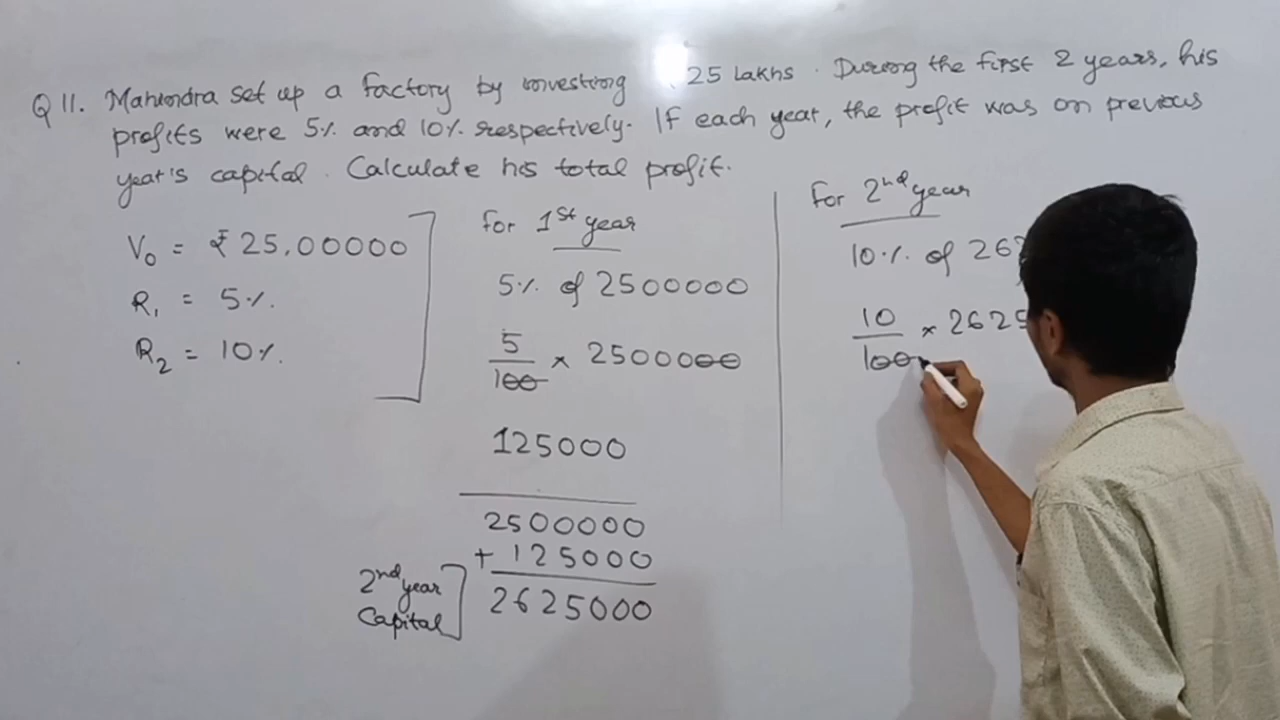 Q 11. Mahindra set up a factory by investing 25 Lakhs. During the first 2 years, his
profits were 5% and 10% respectively. If each year, the profit was on previous
year's capital. Calculate his total profit.
V₀ = ₹ 25,00000
R₁ = 5%.
R₂ = 10%.
for 1st year
5% of 2500000
5
100 × 2500000
125000
2500000
+ 125000
2nd year
Capital
2625000
for 2nd year
10% of 26
10
100 × 2625